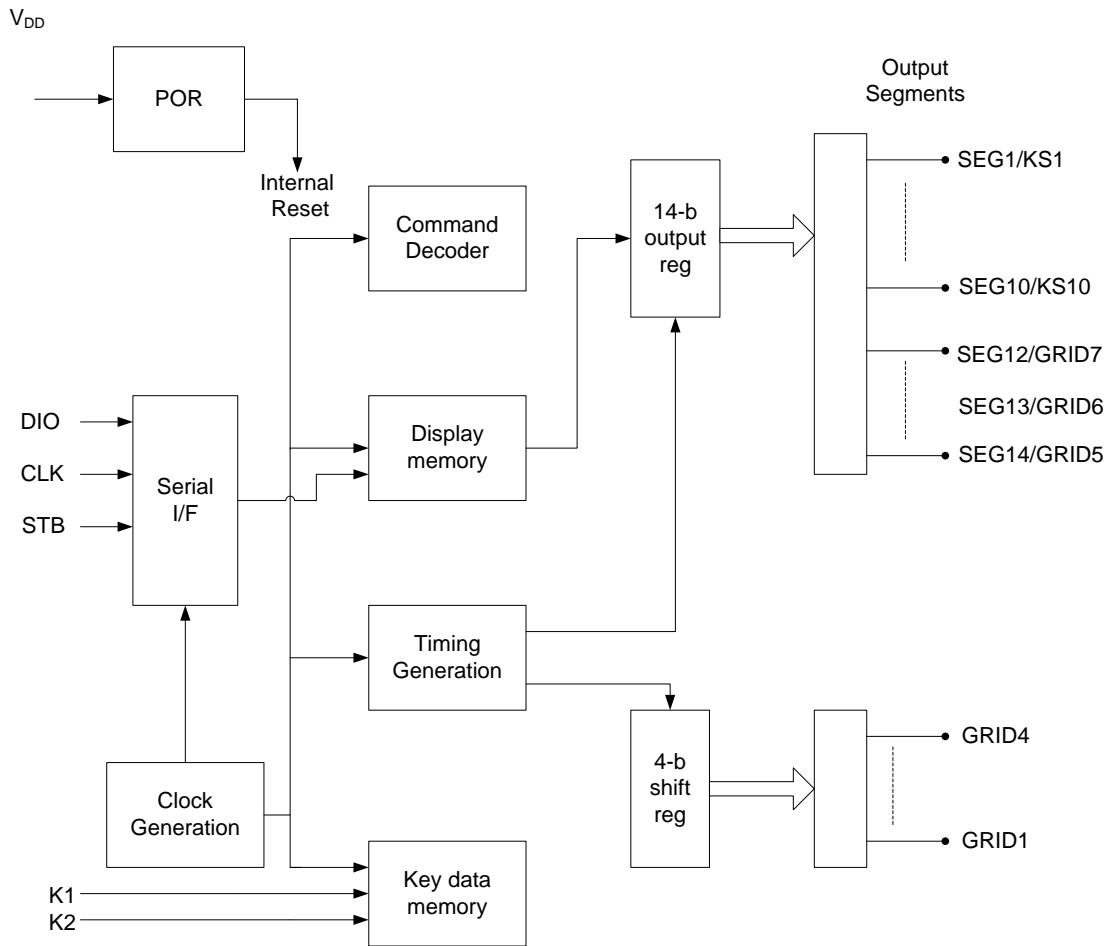 VDD
POR
Internal
Reset
Output
Segments
Command
Decoder
14-b
output
reg
SEG1/KS1
SEG10/KS10
SEG12/GRID7
SEG13/GRID6
SEG14/GRID5
DIO
CLK
STB
Serial
I/F
Display
memory
Timing
Generation
4-b
shift
reg
GRID4
GRID1
Clock
Generation
K1
K2
Key data
memory